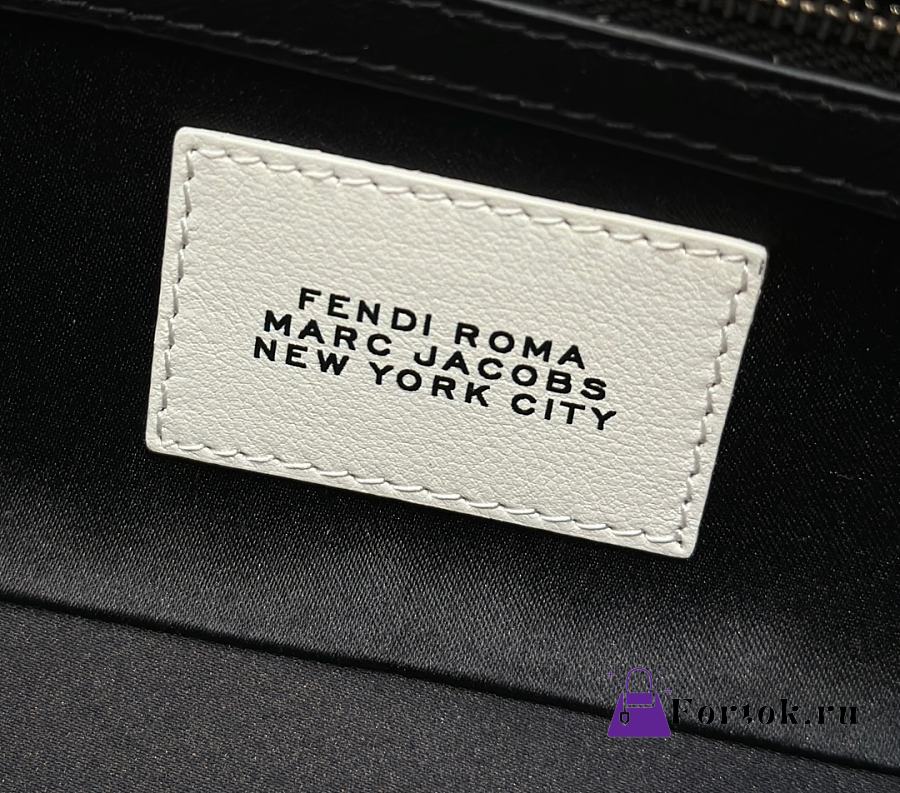 FENDI ROMA
MARC JACOBS
NEW YORK CITY
Fortok.ru